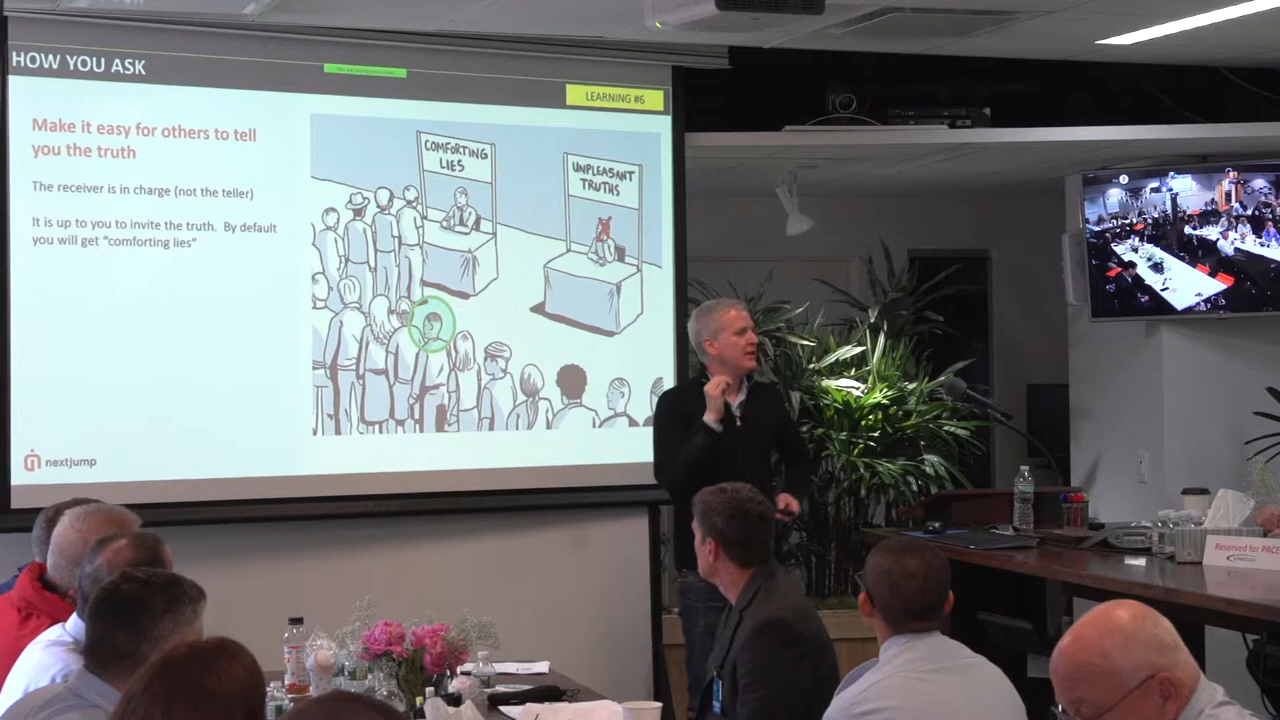 HOW YOU ASK
LEARNING #6
Make it easy for others to tell
you the truth
The receiver is in charge (not the teller)
It is up to you to invite the truth. By default
you will get "comforting lies"
COMFORTING
LIES
UNPLEASANT
TRUTHS
nextjump
Reserved for PACE